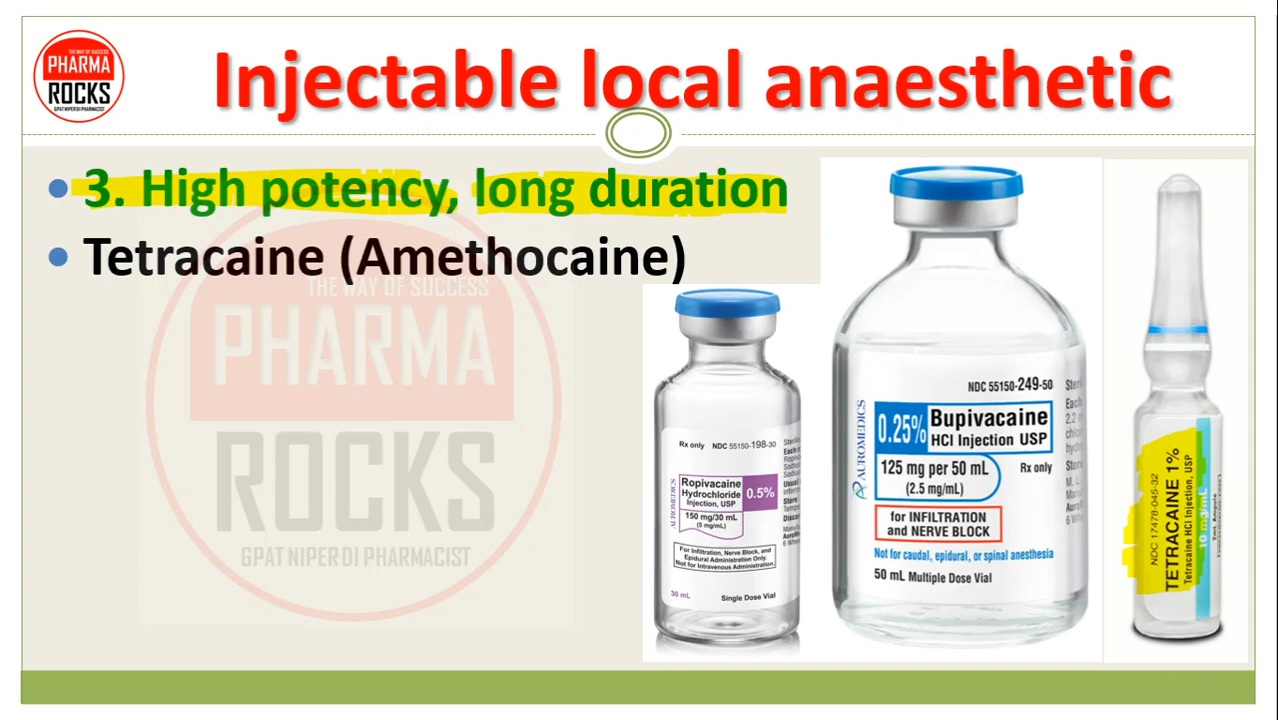 THE WAY OF SUCCESS
PHARMA
ROCKS
GPAT NIPER DI PHARMACIST
Injectable local anaesthetic
3. High potency, long duration
Tetracaine (Amethocaine)
THE WAY OF SUCCESS
PHARMA
ROCKS
GPAT NIPER DI PHARMACIST
Rx only NDC 55150-198-30
AUROMEDICS
Ropivacaine
Hydrochloride
Injection, USP
0.5%
150 mg/30 mL
(5 mg/mL)
For Infiltration, Nerve Block, and
Epidural Administration Only.
Not for Intravenous Administration.
30 mL
Single Dose Vial
NDC 55150-249-50
AUROMEDICS
0.25%
Bupivacaine
HCl Injection USP
125 mg per 50 mL
(2.5 mg/mL)
Rx only
for INFILTRATION
and NERVE BLOCK
Not for caudal, epidural, or spinal anesthesia
50 mL Multiple Dose Vial
NDC 17478-045-32
TETRACAINE 1%
Tetracaine HCl Injection, USP
10 mg/mL